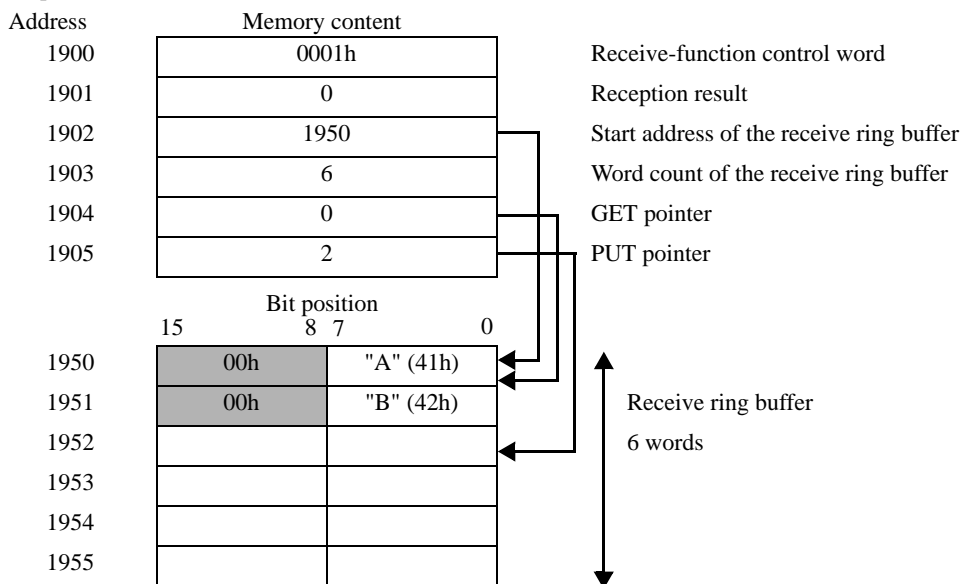 Address Memory content
1900 0001h Receive-function control word
1901 0 Reception result
1902 1950 Start address of the receive ring buffer
1903 6 Word count of the receive ring buffer
1904 0 GET pointer
1905 2 PUT pointer
Bit position
15 8 7 0
1950 00h "A" (41h)
1951 00h "B" (42h) Receive ring buffer
1952 6 words
1953
1954
1955